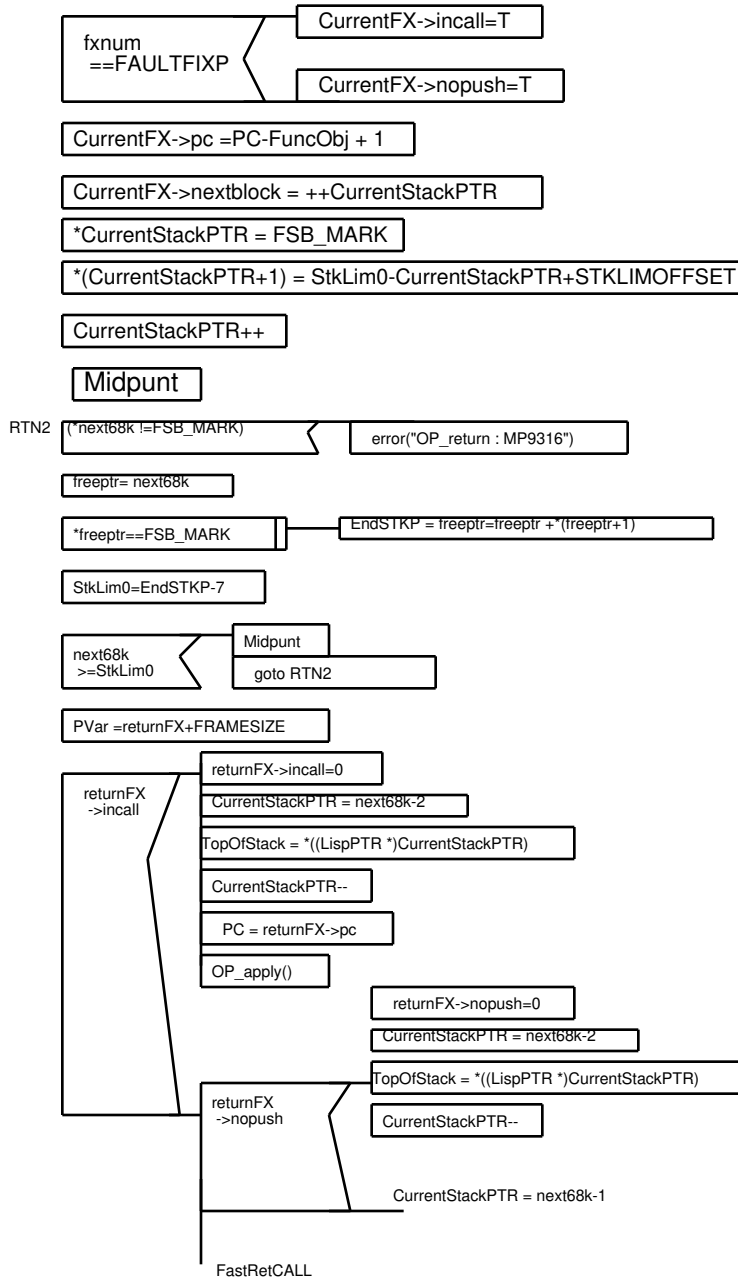 CurrentFX->incall=T
fxnum
==FAULTFIXP
CurrentFX->nopush=T
CurrentFX->pc =PC-FuncObj + 1
CurrentFX->nextblock = ++CurrentStackPTR
*CurrentStackPTR = FSB_MARK
*(CurrentStackPTR+1) = StkLim0-CurrentStackPTR+STKLIMOFFSET
CurrentStackPTR++
Midpunt
RTN2
(*next68k !=FSB_MARK)
error("OP_return : MP9316")
freeptr= next68k
*freeptr==FSB_MARK
EndSTKP = freeptr=freeptr +*(freeptr+1)
StkLim0=EndSTKP-7
next68k
>=StkLim0
Midpunt
goto RTN2
PVar =returnFX+FRAMESIZE
returnFX
->incall
returnFX->incall=0
CurrentStackPTR = next68k-2
TopOfStack = *((LispPTR *)CurrentStackPTR)
CurrentStackPTR--
PC = returnFX->pc
OP_apply()
returnFX->nopush=0
CurrentStackPTR = next68k-2
TopOfStack = *((LispPTR *)CurrentStackPTR)
returnFX
->nopush
CurrentStackPTR--
CurrentStackPTR = next68k-1
FastRetCALL